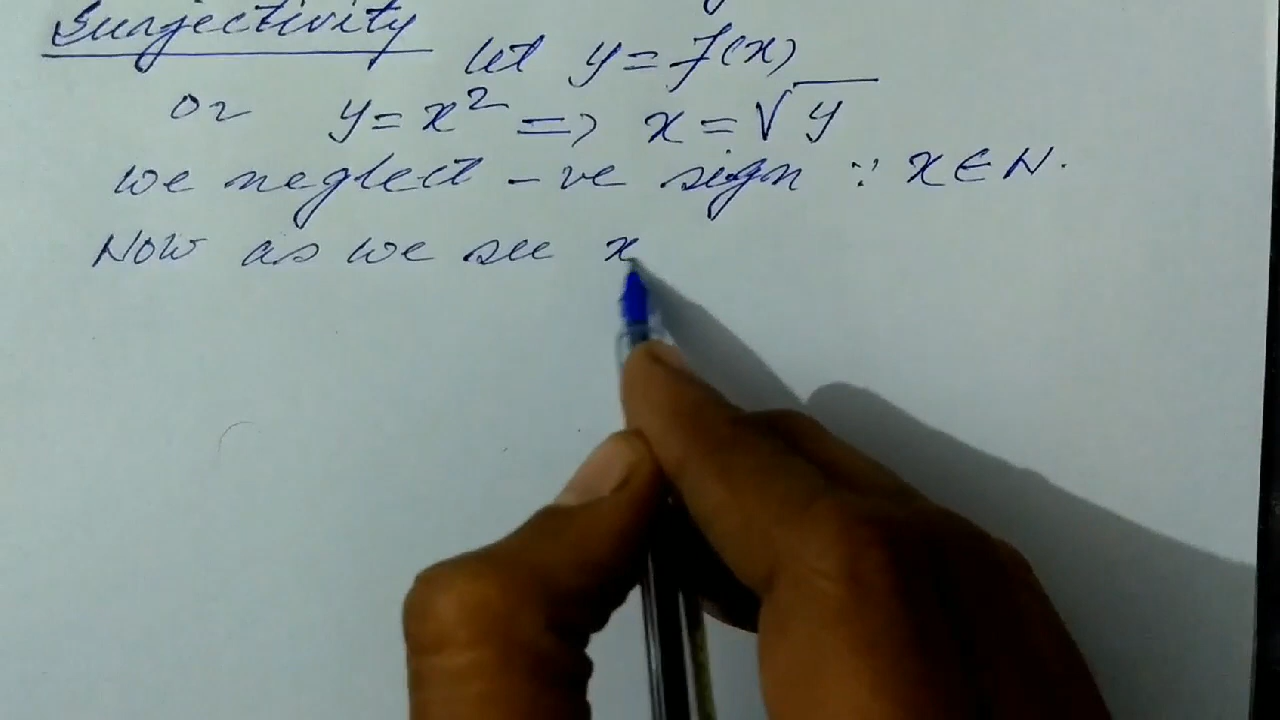 Surjectivity
let y = f(x)
or y = x² => x = √y
we neglect -ve sign ∵ x ∈ N.
Now as we see x